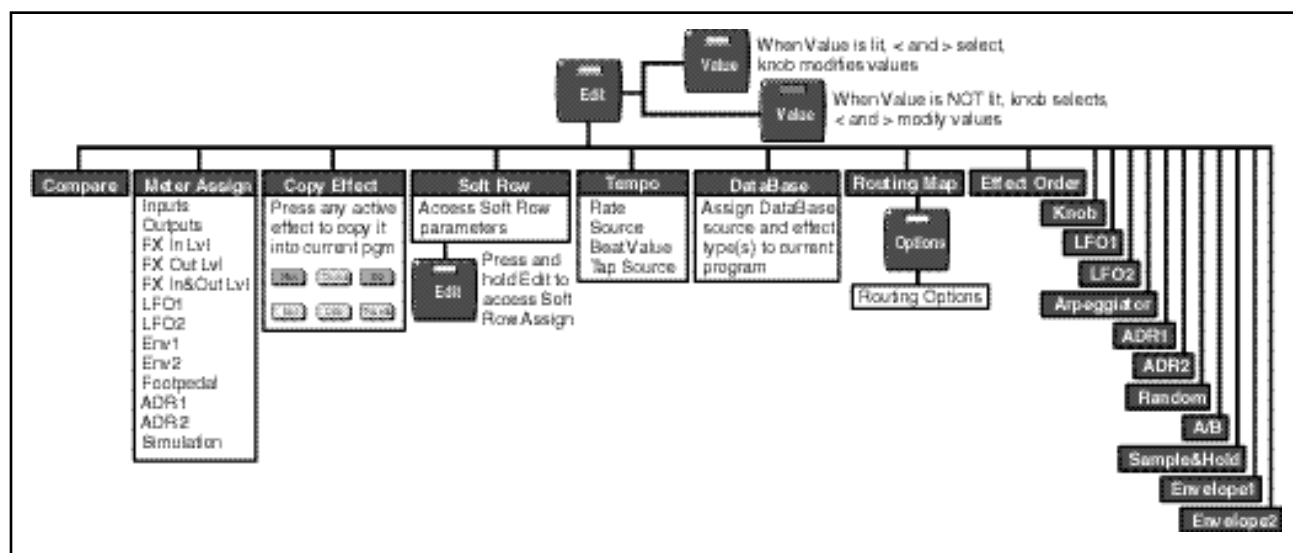 Value
When Value is lit, < and > select,
knob modifies values
Edit
Value
When Value is NOT lit, knob selects,
< and > modify values
Compare
Meter Assign
Inputs
Outputs
FX In Lvl
FX Out Lvl
FX In&Out Lvl
LFO1
LFO2
Env1
Env2
Footpedal
ADR1
ADR2
Simulation
Copy Effect
Press any active
effect to copy it
into current pgm
Soft Row
Access Soft Row
parameters
Edit
Press and
hold Edit to
access Soft
Row Assign
Tempo
Rate
Source
BeatValue
Tap Source
DataBase
Assign DataBase
source and effect
type(s) to current
program
Routing Map
Options
Routing Options
Effect Order
Knob
LFO1
LFO2
Arpeggiator
ADR1
ADR2
Random
A/B
Sample&Hold
Envelope1
Envelope2